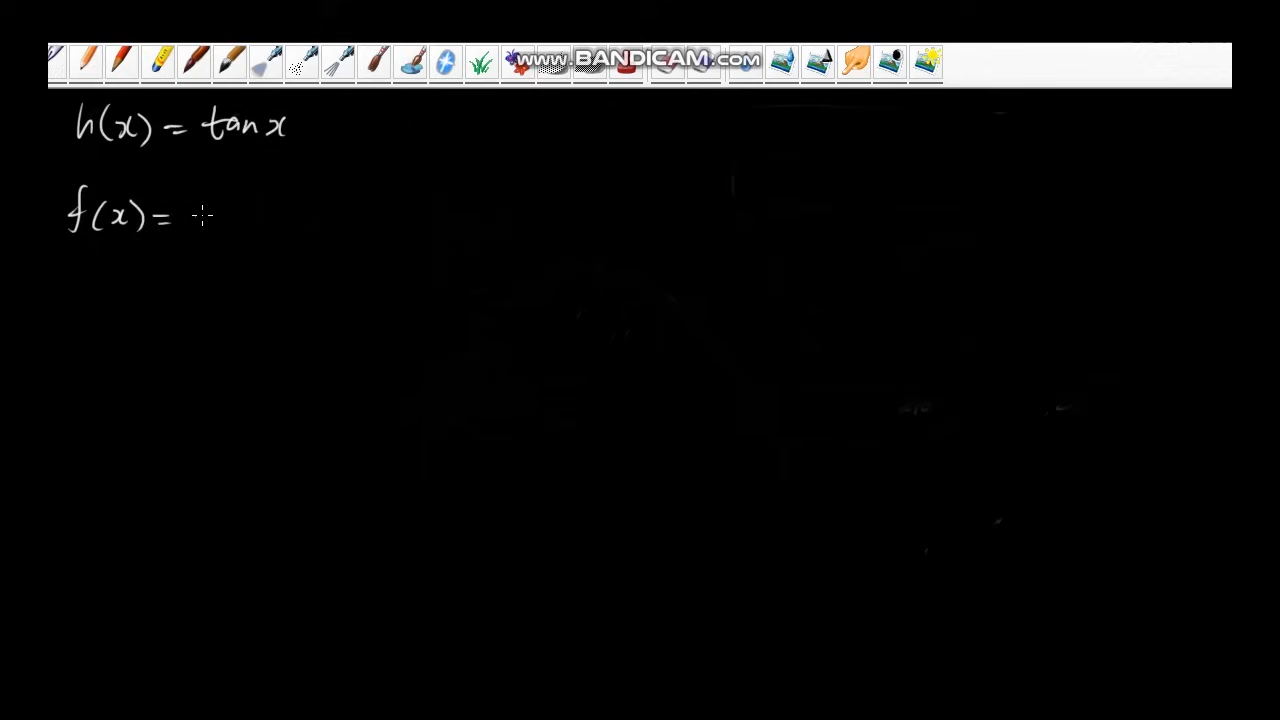 www.BANDICAM.com
h(x) = tan x
f(x) =